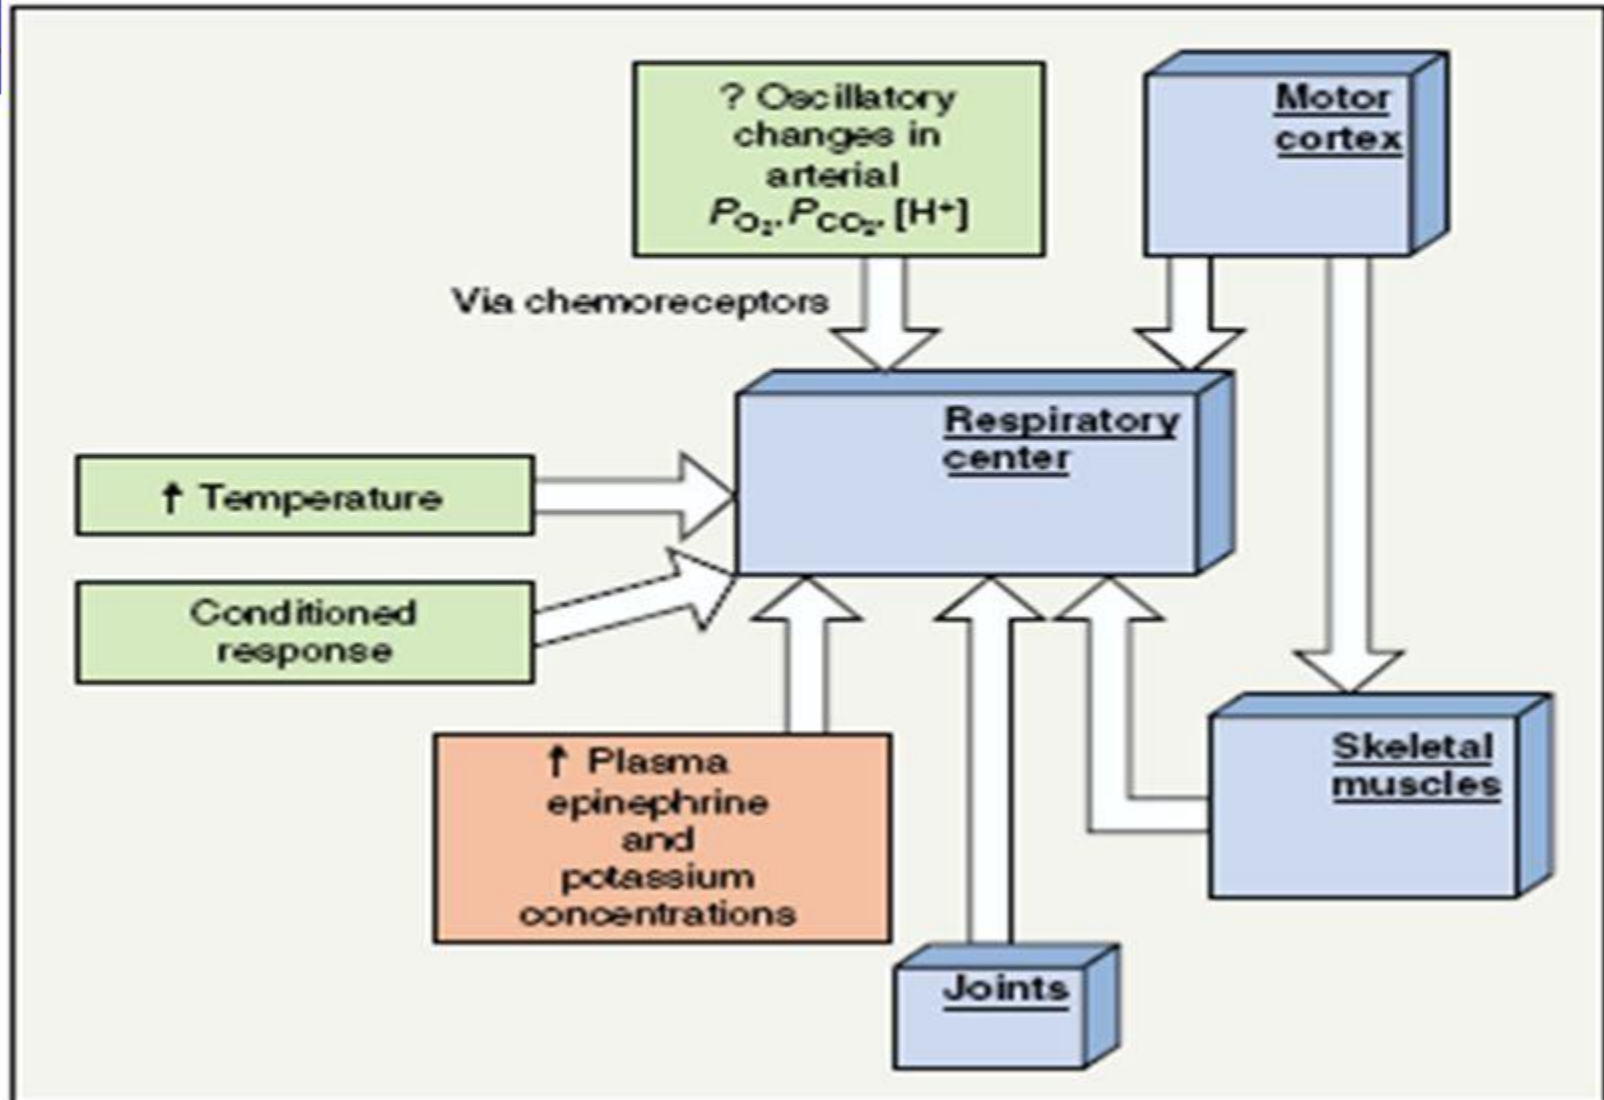 ? Oscillatory
changes in
arterial
PO₂, PCO₂, [H⁺]
Motor
cortex
Via chemoreceptors
Respiratory
center
↑ Temperature
Conditioned
response
↑ Plasma
epinephrine
and
potassium
concentrations
Skeletal
muscles
Joints